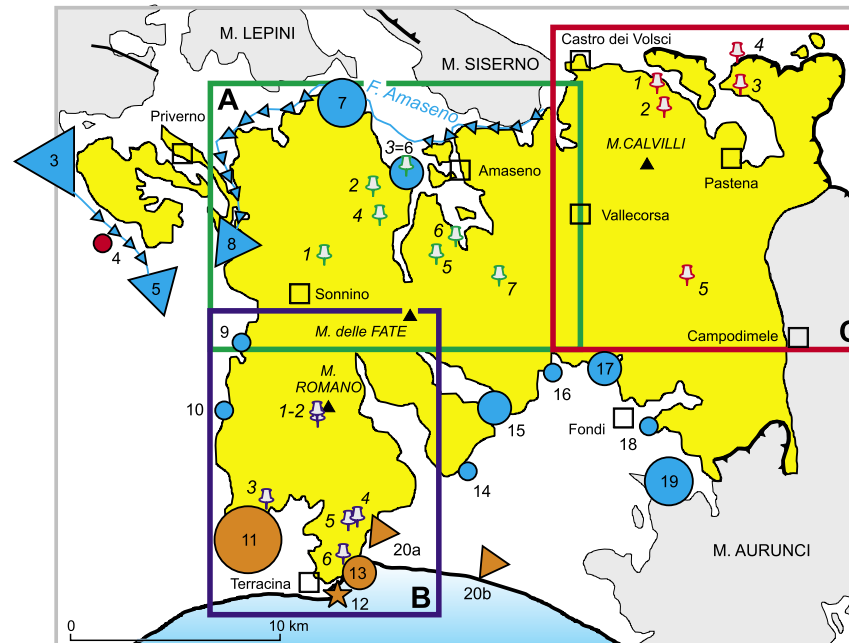 M. LEPINI
Castro dei Volsci
4
M. SISERNO
1
3
A
F. Amaseno
7
2
Priverno
3=6
M.CALVILLI
3
Amaseno
Pastena
2
4
Vallecorsa
6
8
4
1
5
5
7
5
Sonnino
9
M. delle FATE
Campodimele
C
M.
ROMANO
17
16
10
1-2
15
Fondi
18
3
14
19
4
5
11
20a
6
M. AURUNCI
13
Terracina
12
B
20b
0
10 km